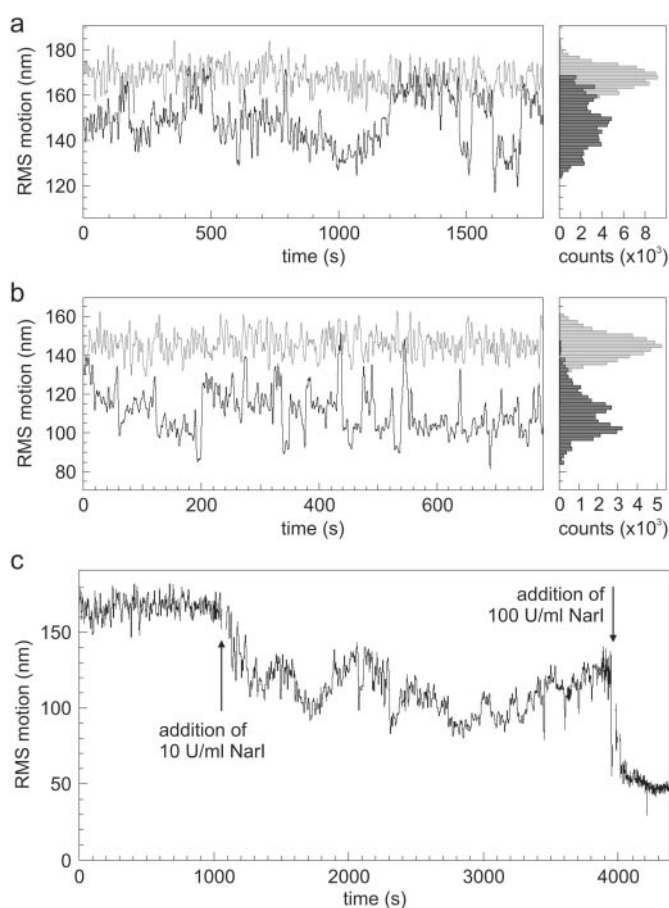 a
RMS motion (nm)
180
160
140
120
0 500 1000 1500
time (s)
0 2 4 6 8
counts (x10³)
b
RMS motion (nm)
160
140
120
100
80
0 200 400 600
time (s)
0 1 2 3 4 5
counts (x10³)
c
RMS motion (nm)
150
100
50
0
addition of
10 U/ml NarI
addition of
100 U/ml NarI
0 1000 2000 3000 4000
time (s)